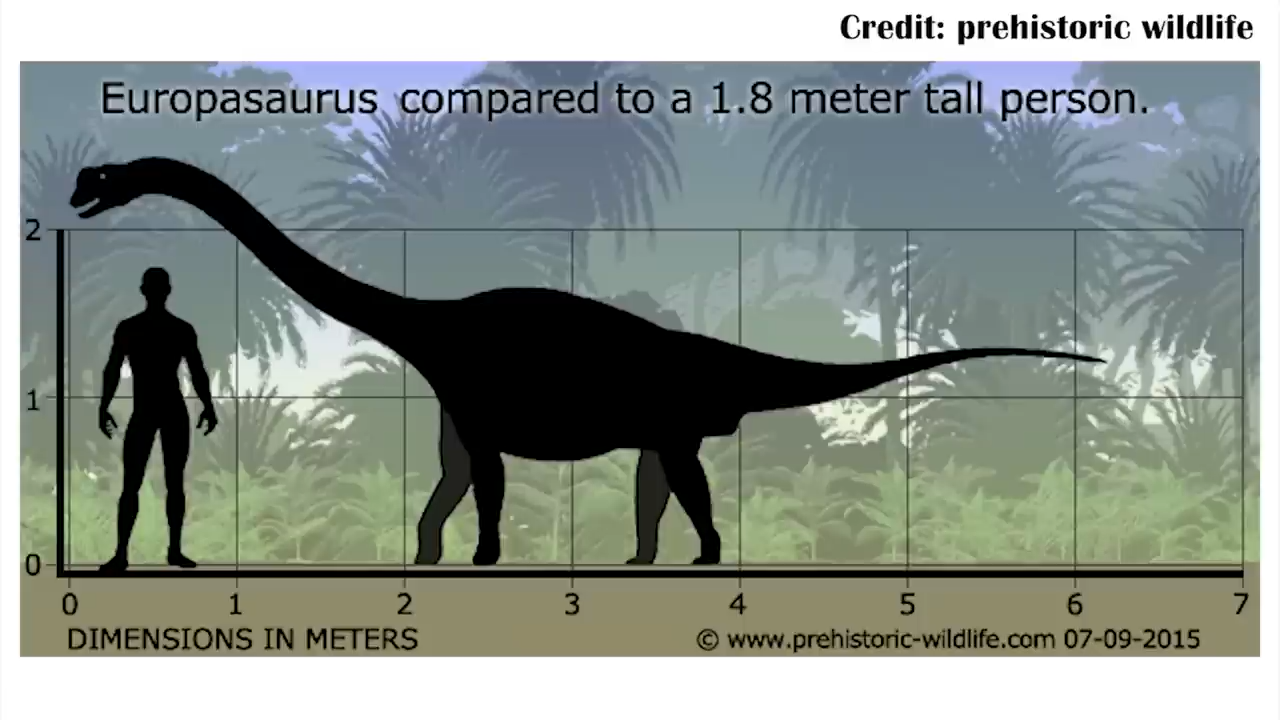 Credit: prehistoric wildlife
Europasaurus compared to a 1.8 meter tall person.
2
1
0
0 1 2 3 4 5 6 7
DIMENSIONS IN METERS © www.prehistoric-wildlife.com 07-09-2015